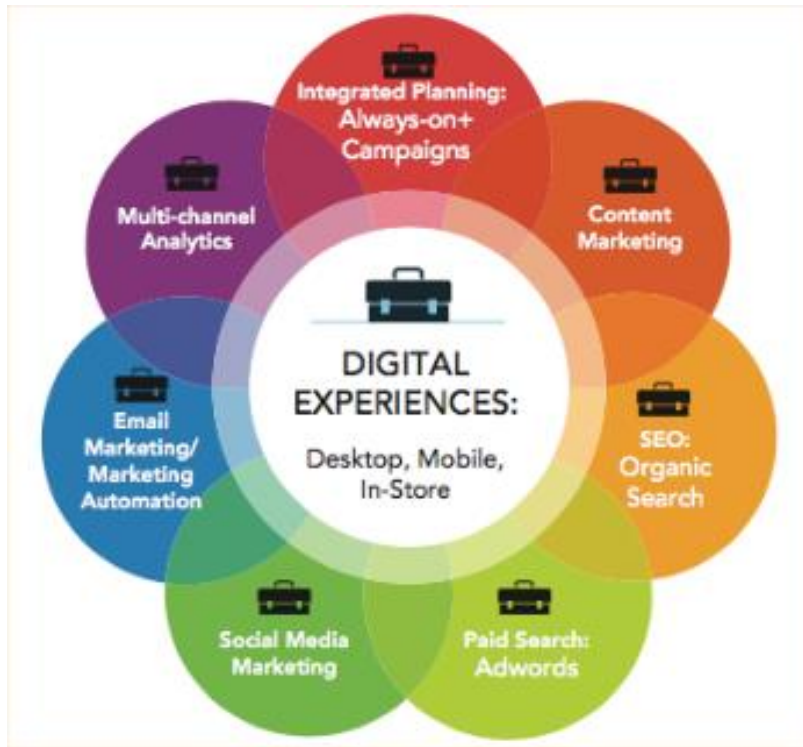 Integrated Planning:
Always-on+
Campaigns
Content
Marketing
SEO:
Organic
Search
Paid Search:
Adwords
Social Media
Marketing
Email
Marketing/
Marketing
Automation
Multi-channel
Analytics
DIGITAL
EXPERIENCES:
Desktop, Mobile,
In-Store